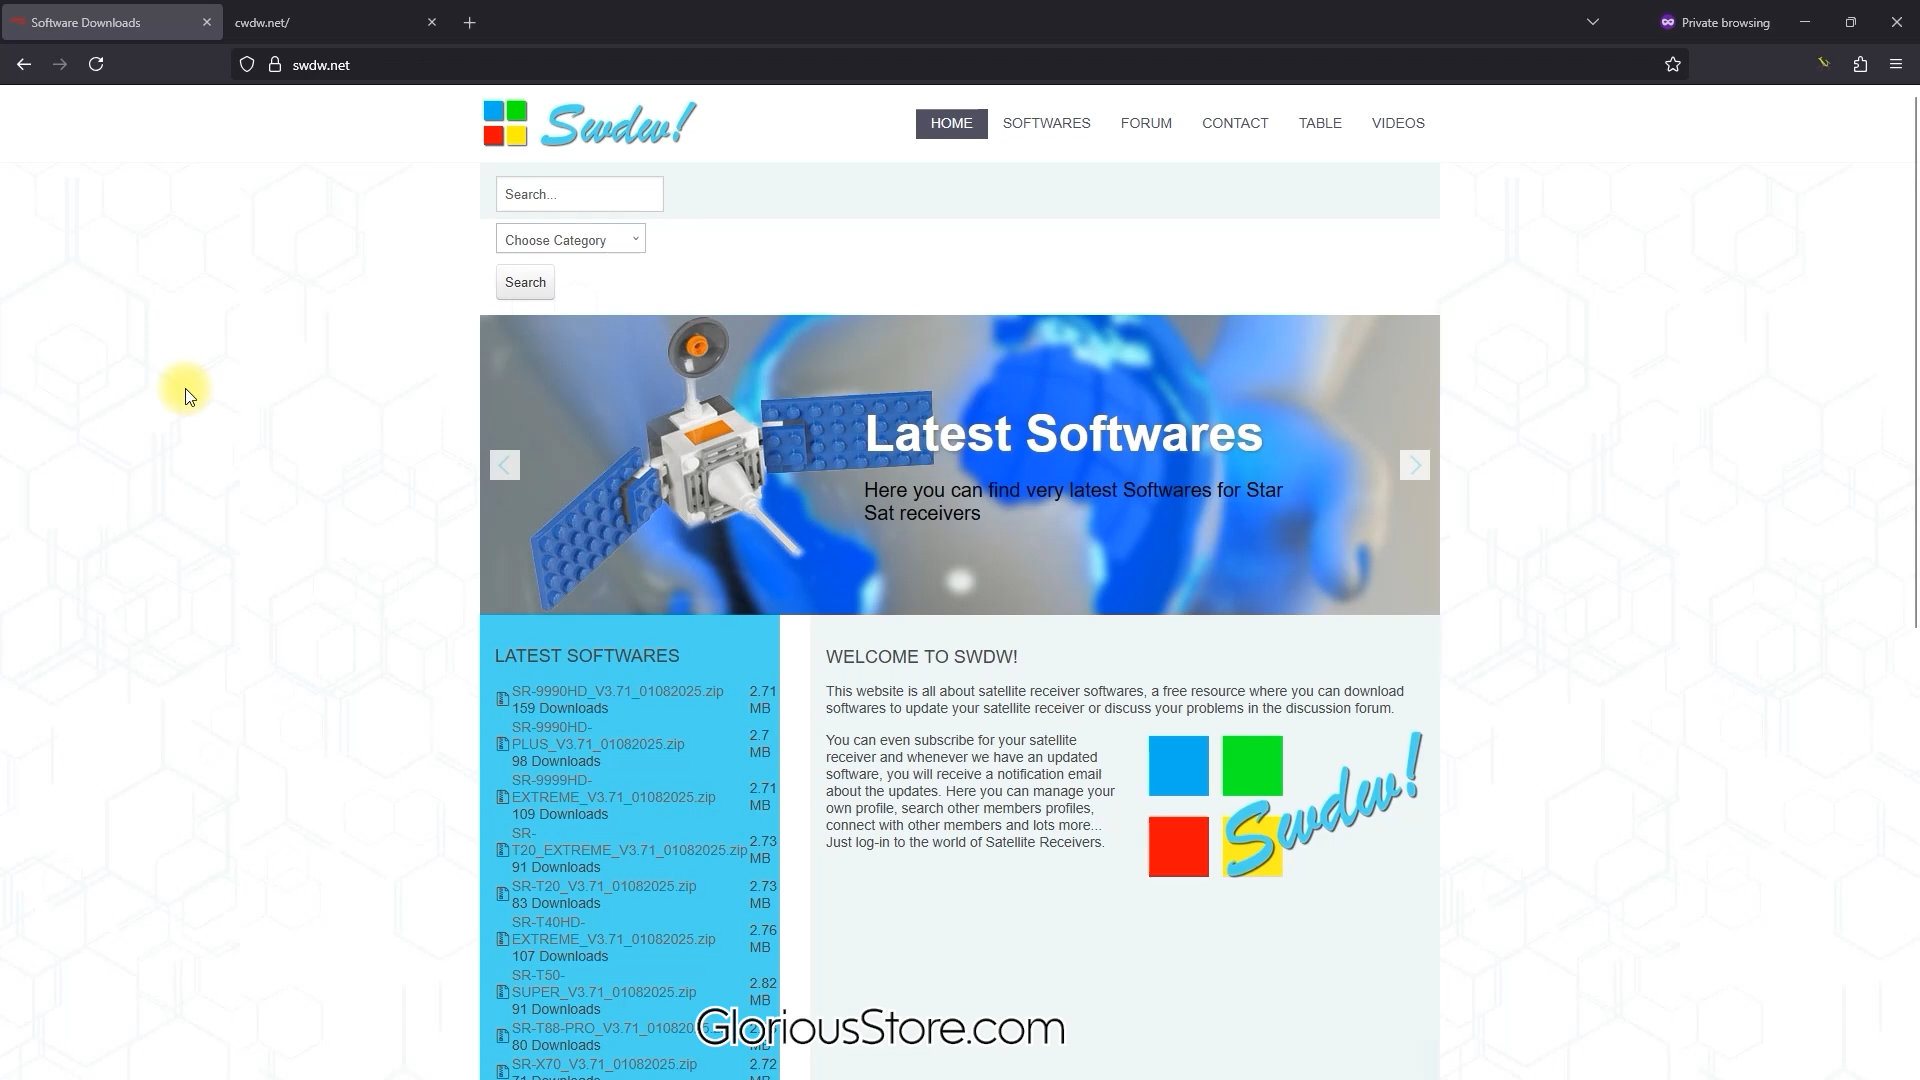 Software Downloads
cwdw.net/
Private browsing
swdw.net
Swdw!
HOME
SOFTWARES
FORUM
CONTACT
TABLE
VIDEOS
Search...
Choose Category
Search
Latest Softwares
Here you can find very latest Softwares for Star
Sat receivers
LATEST SOFTWARES
SR-9990HD_V3.71_01082025.zip
159 Downloads
2.71
MB
SR-9990HD-
PLUS_V3.71_01082025.zip
98 Downloads
2.7
MB
SR-9999HD-
EXTREME_V3.71_01082025.zip
109 Downloads
2.71
MB
SR-
T20_EXTREME_V3.71_01082025.zip
91 Downloads
2.73
MB
SR-T20_V3.71_01082025.zip
83 Downloads
2.73
MB
SR-T40HD-
EXTREME_V3.71_01082025.zip
107 Downloads
2.76
MB
SR-T50-
SUPER_V3.71_01082025.zip
91 Downloads
2.82
MB
80 Downloads
MB
SR-X70_V3.71_01082025.zip
2.72
WELCOME TO SWDW!
This website is all about satellite receiver softwares, a free resource where you can download
softwares to update your satellite receiver or discuss your problems in the discussion forum.
You can even subscribe for your satellite
receiver and whenever we have an updated
software, you will receive a notification email
about the updates. Here you can manage your
own profile, search other members profiles,
connect with other members and lots more...
Just log-in to the world of Satellite Receivers.
Swdw!
GloriousStore.com